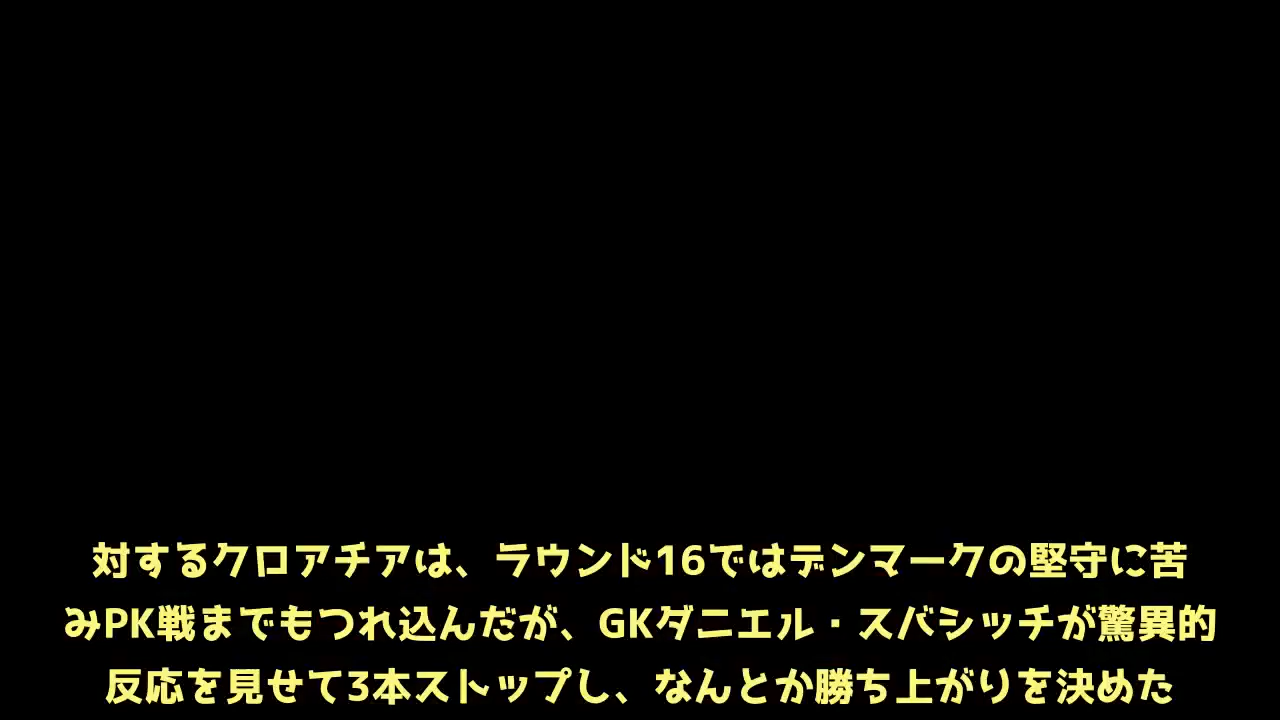 対するクロアチアは、ラウンド16ではデンマークの堅守に苦
みPK戦までもつれ込んだが、GKダニエル・スバシッチが驚異的
反応を見せて3本ストップし、なんとか勝ち上がりを決めた